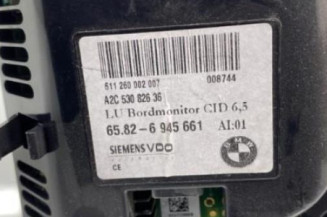 511 260 002 007 008744
A2C 530 826 36
LU Bordmonitor CID 6,5
65.82-6 945 661 AI:01
SIEMENS VDO
CE